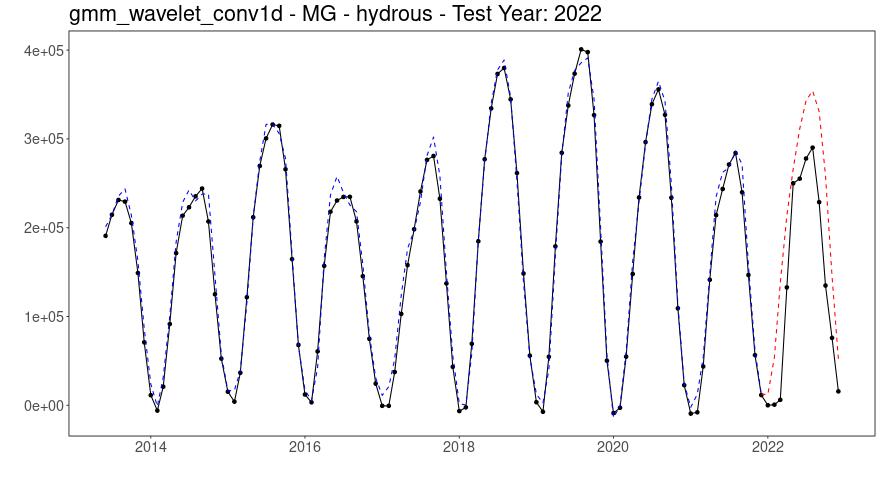 gmm_wavelet_conv1d - MG - hydrous - Test Year: 2022
4e+05
3e+05
2e+05
1e+05
0e+00
2014 2016 2018 2020 2022